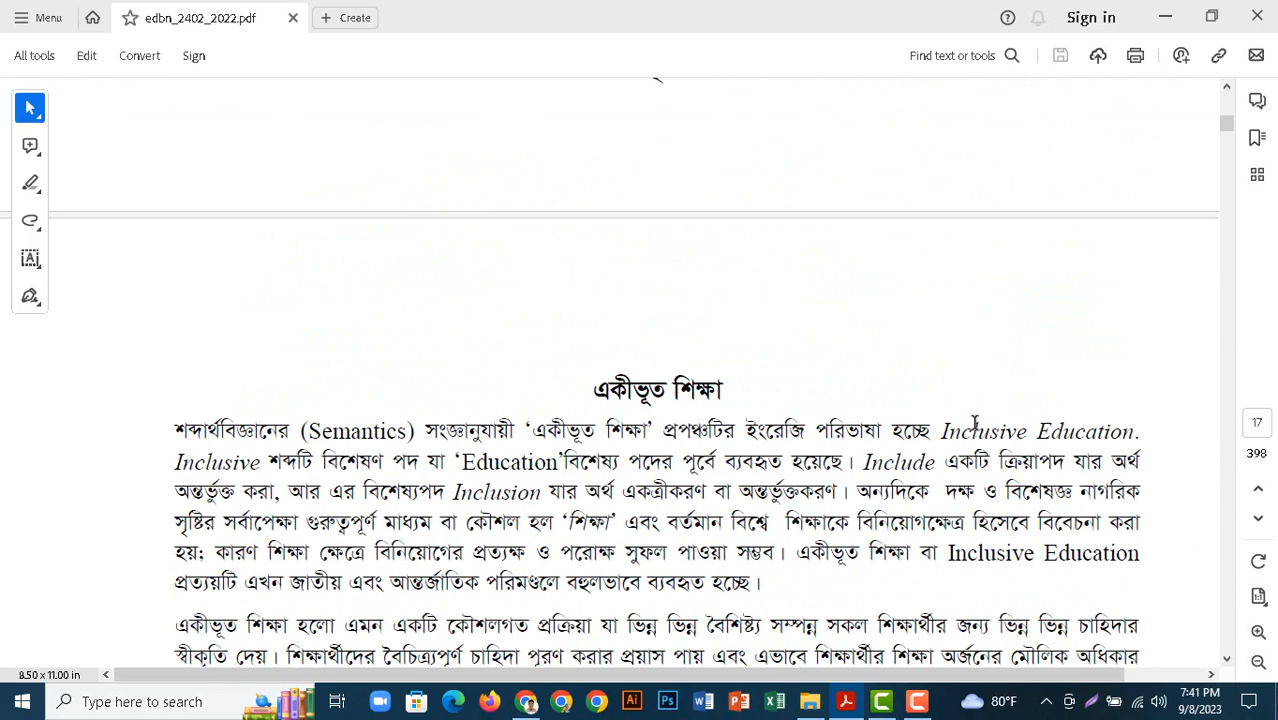 Menu
edbn_2402_2022.pdf
Create
Sign in
All tools
Edit
Convert
Sign
Find text or tools
একীভূত শিক্ষা
শব্দার্থবিজ্ঞানের (Semantics) সংজ্ঞানুযায়ী ‘একীভূত শিক্ষা’ প্রপঞ্চটির ইংরেজি পরিভাষা হচ্ছে Inclusive Education.
Inclusive শব্দটি বিশেষণ পদ যা ‘Education’বিশেষ্য পদের পূর্বে ব্যবহৃত হয়েছে। Include একটি ক্রিয়াপদ যার অর্থ
অন্তর্ভুক্ত করা, আর এর বিশেষ্যপদ Inclusion যার অর্থ একত্রীকরণ বা অন্তর্ভুক্তকরণ। অন্যদিকে দক্ষ ও বিশেষজ্ঞ নাগরিক
সৃষ্টির সর্বাপেক্ষা গুরুত্বপূর্ণ মাধ্যম বা কৌশল হল ‘শিক্ষা’ এবং বর্তমান বিশ্বে শিক্ষাকে বিনিয়োগক্ষেত্র হিসেবে বিবেচনা করা
হয়; কারণ শিক্ষা ক্ষেত্রে বিনিয়োগের প্রত্যক্ষ ও পরোক্ষ সুফল পাওয়া সম্ভব। একীভূত শিক্ষা বা Inclusive Education
প্রত্যয়টি এখন জাতীয় এবং আন্তর্জাতিক পরিমণ্ডলে বহুলভাবে ব্যবহৃত হচ্ছে।
একীভূত শিক্ষা হলো এমন একটি কৌশলগত প্রক্রিয়া যা ভিন্ন ভিন্ন বৈশিষ্ট্য সম্পন্ন সকল শিক্ষার্থীর জন্য ভিন্ন ভিন্ন চাহিদার
স্বীকৃতি দেয়। শিক্ষার্থীদের বৈচিত্র্যপূর্ণ চাহিদা পূরণ করার প্রয়াস পায় এবং এভাবে শিক্ষার্থীর শিক্ষা অর্জনের মৌলিক অধিকার
17
398
8.50 x 11.00 in
Type here to search
80°F
7:41 PM
9/8/2023